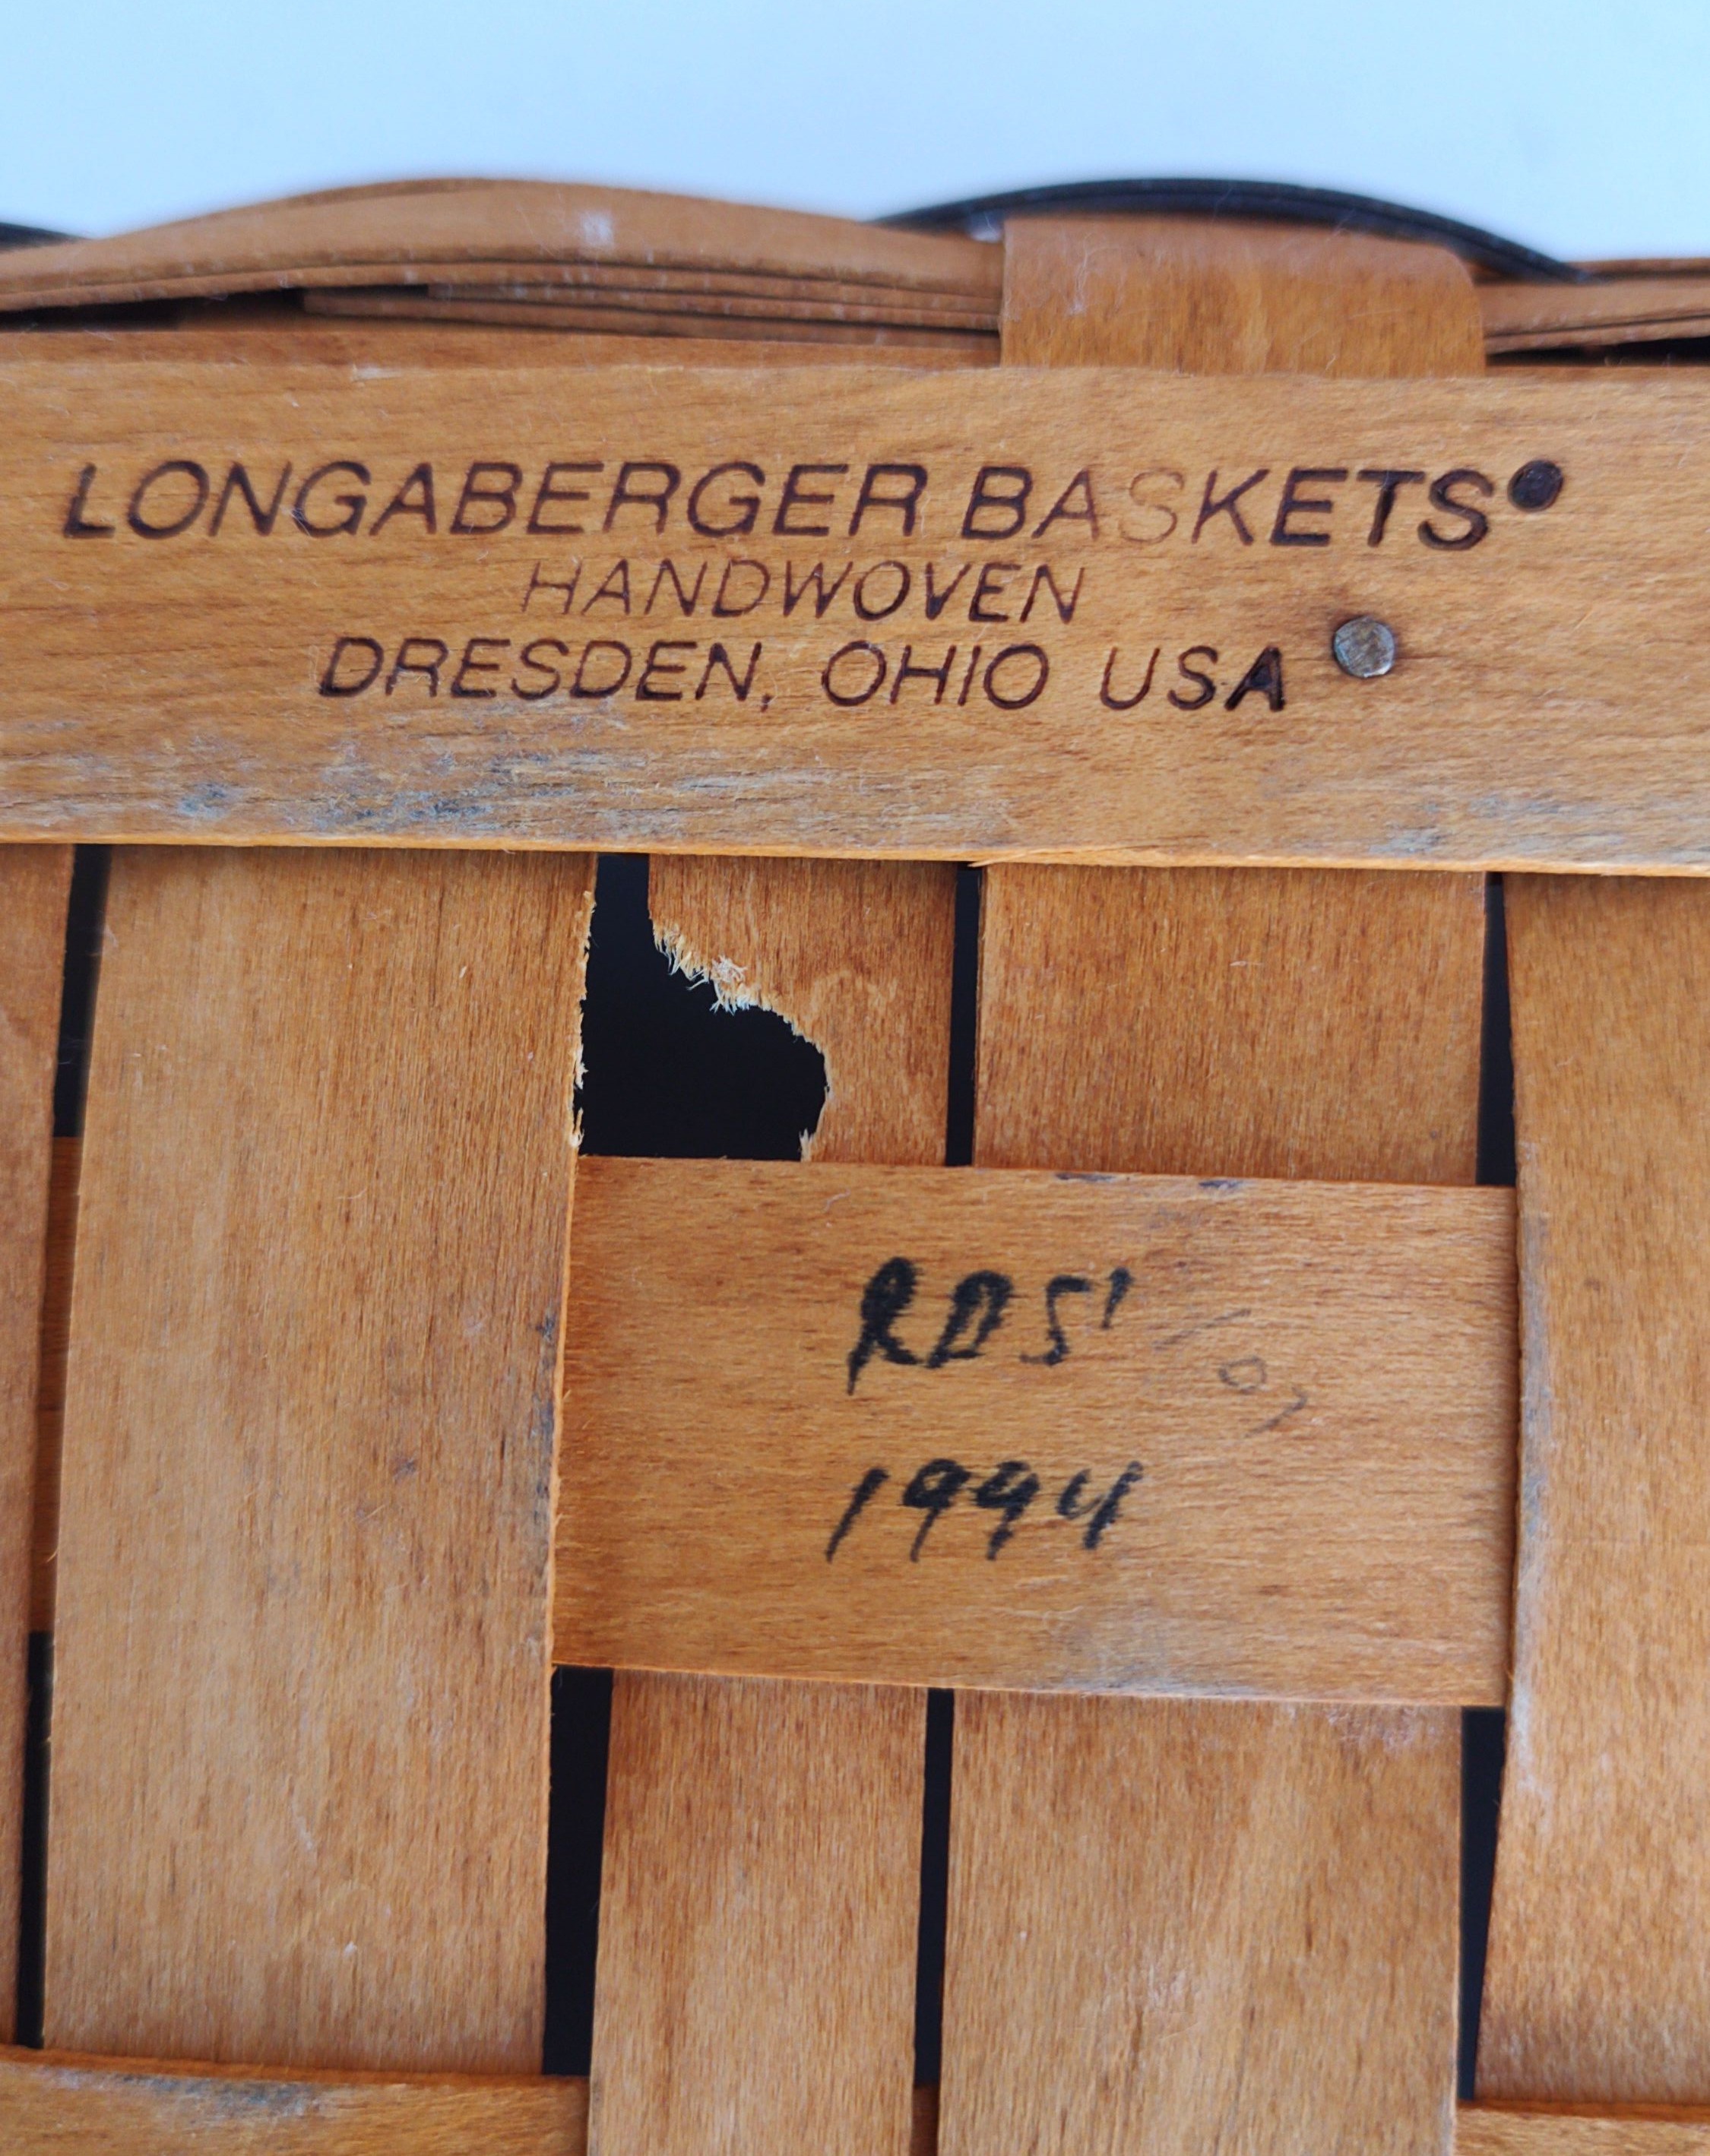 LONGABERGER BASKETS®
HANDWOVEN
DRESDEN, OHIO USA
RDS'
1994